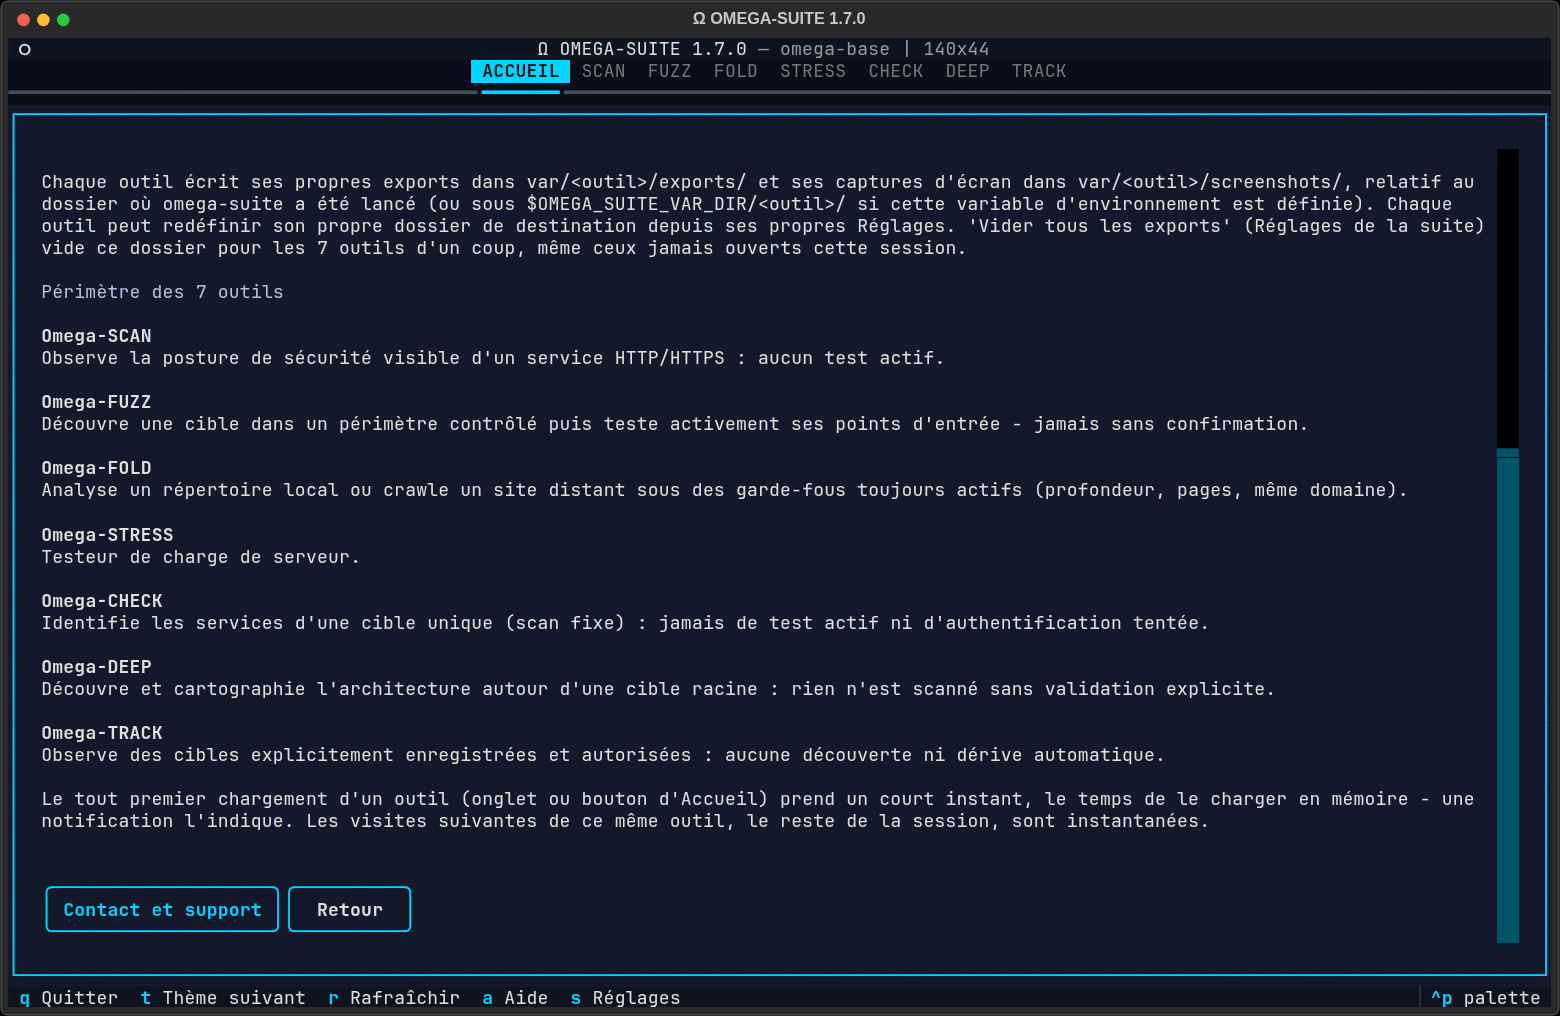 Ω OMEGA-SUITE 1.7.0
Ω OMEGA-SUITE 1.7.0 — omega-base | 140x44
ACCUEIL SCAN FUZZ FOLD STRESS CHECK DEEP TRACK
Chaque outil écrit ses propres exports dans var/<outil>/exports/ et ses captures d'écran dans var/<outil>/screenshots/, relatif au
dossier où omega-suite a été lancé (ou sous $OMEGA_SUITE_VAR_DIR/<outil>/ si cette variable d'environnement est définie). Chaque
outil peut redéfinir son propre dossier de destination depuis ses propres Réglages. 'Vider tous les exports' (Réglages de la suite)
vide ce dossier pour les 7 outils d'un coup, même ceux jamais ouverts cette session.
Périmètre des 7 outils
Omega-SCAN
Observe la posture de sécurité visible d'un service HTTP/HTTPS : aucun test actif.
Omega-FUZZ
Découvre une cible dans un périmètre contrôlé puis teste activement ses points d'entrée - jamais sans confirmation.
Omega-FOLD
Analyse un répertoire local ou crawle un site distant sous des garde-fous toujours actifs (profondeur, pages, même domaine).
Omega-STRESS
Testeur de charge de serveur.
Omega-CHECK
Identifie les services d'une cible unique (scan fixe) : jamais de test actif ni d'authentification tentée.
Omega-DEEP
Découvre et cartographie l'architecture autour d'une cible racine : rien n'est scanné sans validation explicite.
Omega-TRACK
Observe des cibles explicitement enregistrées et autorisées : aucune découverte ni dérive automatique.
Le tout premier chargement d'un outil (onglet ou bouton d'Accueil) prend un court instant, le temps de le charger en mémoire - une
notification l'indique. Les visites suivantes de ce même outil, le reste de la session, sont instantanées.
Contact et support Retour
q Quitter t Thème suivant r Rafraîchir a Aide s Réglages ^p palette